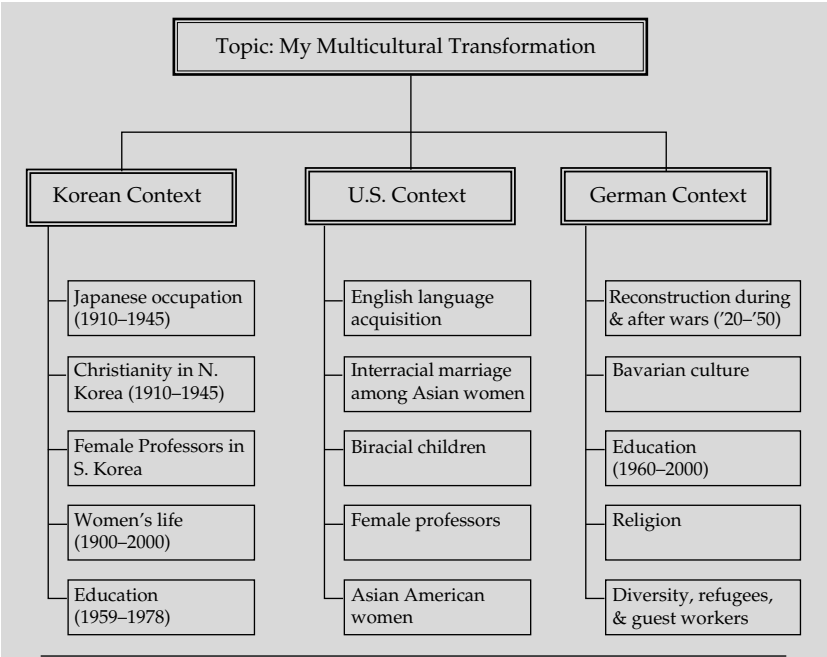 Topic: My Multicultural Transformation
Korean Context
Japanese occupation
(1910–1945)
Christianity in N.
Korea (1910–1945)
Female Professors in
S. Korea
Women’s life
(1900–2000)
Education
(1959–1978)
U.S. Context
English language
acquisition
Interracial marriage
among Asian women
Biracial children
Female professors
Asian American
women
German Context
Reconstruction during
& after wars (’20–’50)
Bavarian culture
Education
(1960–2000)
Religion
Diversity, refugees,
& guest workers